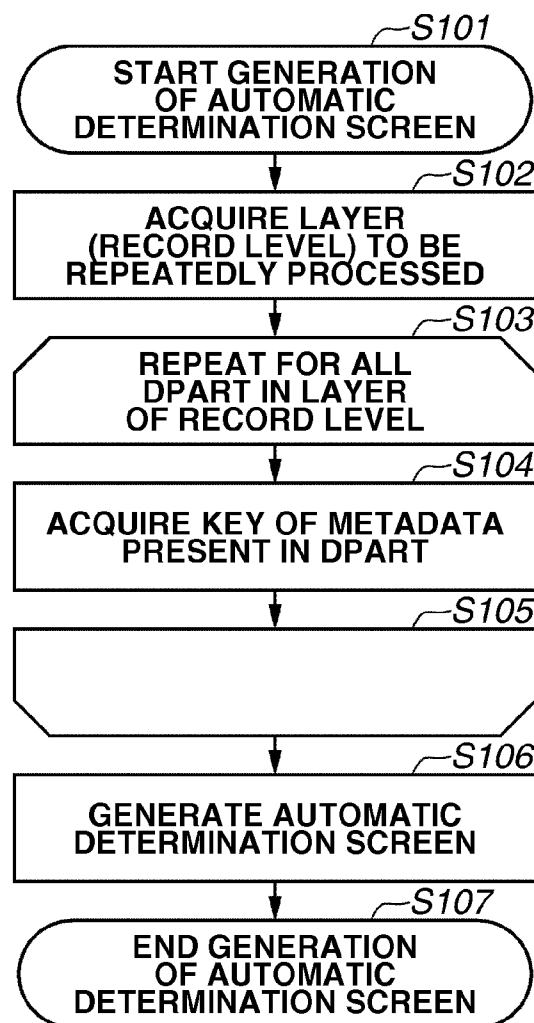 S101
START GENERATION
OF AUTOMATIC
DETERMINATION SCREEN
S102
ACQUIRE LAYER
(RECORD LEVEL) TO BE
REPEATEDLY PROCESSED
S103
REPEAT FOR ALL
DPART IN LAYER
OF RECORD LEVEL
S104
ACQUIRE KEY OF METADATA
PRESENT IN DPART
S105
S106
GENERATE AUTOMATIC
DETERMINATION SCREEN
S107
END GENERATION
OF AUTOMATIC
DETERMINATION SCREEN